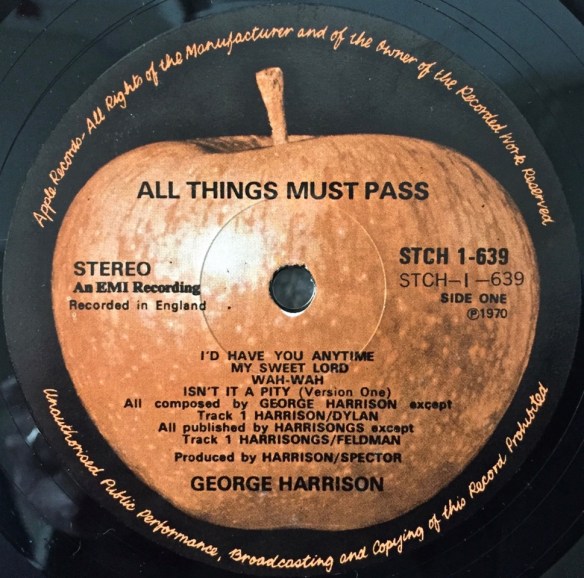 Apple Records. All Rights of the Manufacturer and of the Owner of the Recorded Work Reserved
ALL THINGS MUST PASS
STEREO
An EMI Recording
Recorded in England
STCH 1-639
STCH-I-639
SIDE ONE
℗1970
I'D HAVE YOU ANYTIME
MY SWEET LORD
WAH-WAH
ISN'T IT A PITY (Version One)
All composed by GEORGE HARRISON except
Track 1 HARRISON/DYLAN
All published by HARRISONGS except
Track 1 HARRISONGS/FELDMAN
Produced by HARRISON/SPECTOR
GEORGE HARRISON
Unauthorised Public Performance, Broadcasting and Copying of this Record Prohibited